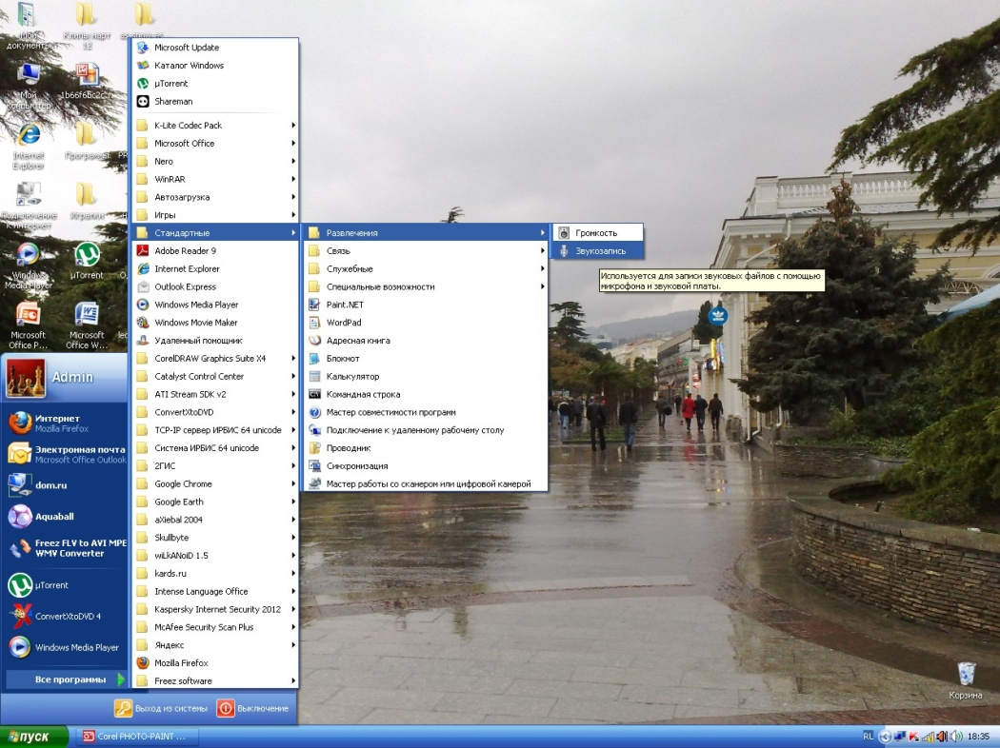 Мои документы
Клипы март 12
Мой компьютер
1b66f6bc2c...
Internet Explorer
Подключение к интернет
Игралки
Windows Media Player
µTorrent
Microsoft Office P...
Microsoft Office W...
Admin
Интернет
Mozilla Firefox
Электронная почта
Microsoft Office Outlook
dom.ru
Aquaball
Freez FLV to AVI MPE
WMV Converter
µTorrent
ConvertXtoDVD 4
Windows Media Player
Все программы
Microsoft Update
Каталог Windows
µTorrent
Shareman
K-Lite Codec Pack
Microsoft Office
Nero
WinRAR
Автозагрузка
Игры
Стандартные
Adobe Reader 9
Internet Explorer
Outlook Express
Windows Media Player
Windows Movie Maker
Удаленный помощник
CorelDRAW Graphics Suite X4
Catalyst Control Center
ATI Stream SDK v2
ConvertXtoDVD
TCP-IP сервер ИРБИС 64 unicode
Система ИРБИС 64 unicode
2ГИС
Google Chrome
Google Earth
aXiebal 2004
Skullbyte
wiLkANoiD 1.5
kards.ru
Intense Language Office
Kaspersky Internet Security 2012
McAfee Security Scan Plus
Яндекс
Mozilla Firefox
Freez software
Развлечения
Связь
Служебные
Специальные возможности
Paint.NET
WordPad
Адресная книга
Блокнот
Калькулятор
Командная строка
Мастер совместимости программ
Подключение к удаленному рабочему столу
Проводник
Синхронизация
Мастер работы со сканером или цифровой камерой
Громкость
Звукозапись
Используется для записи звуковых файлов с помощью
микрофона и звуковой платы.
Корзина
Выход из системы
Выключение
пуск
Corel PHOTO-PAINT ...
RL
18:35